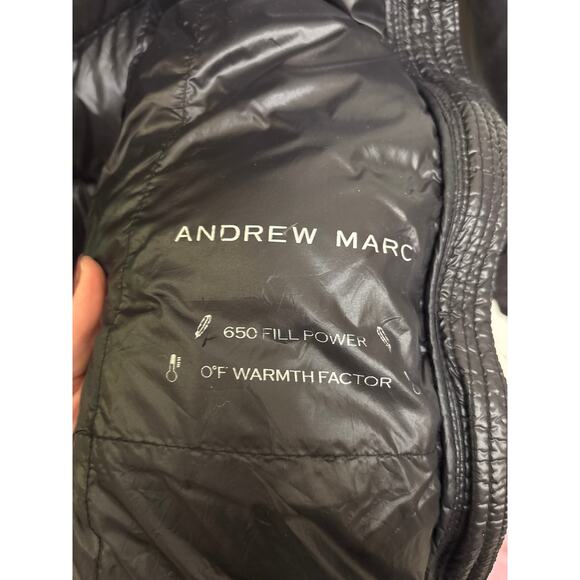 ANDREW MARC
650 FILL POWER
0°F WARMTH FACTOR